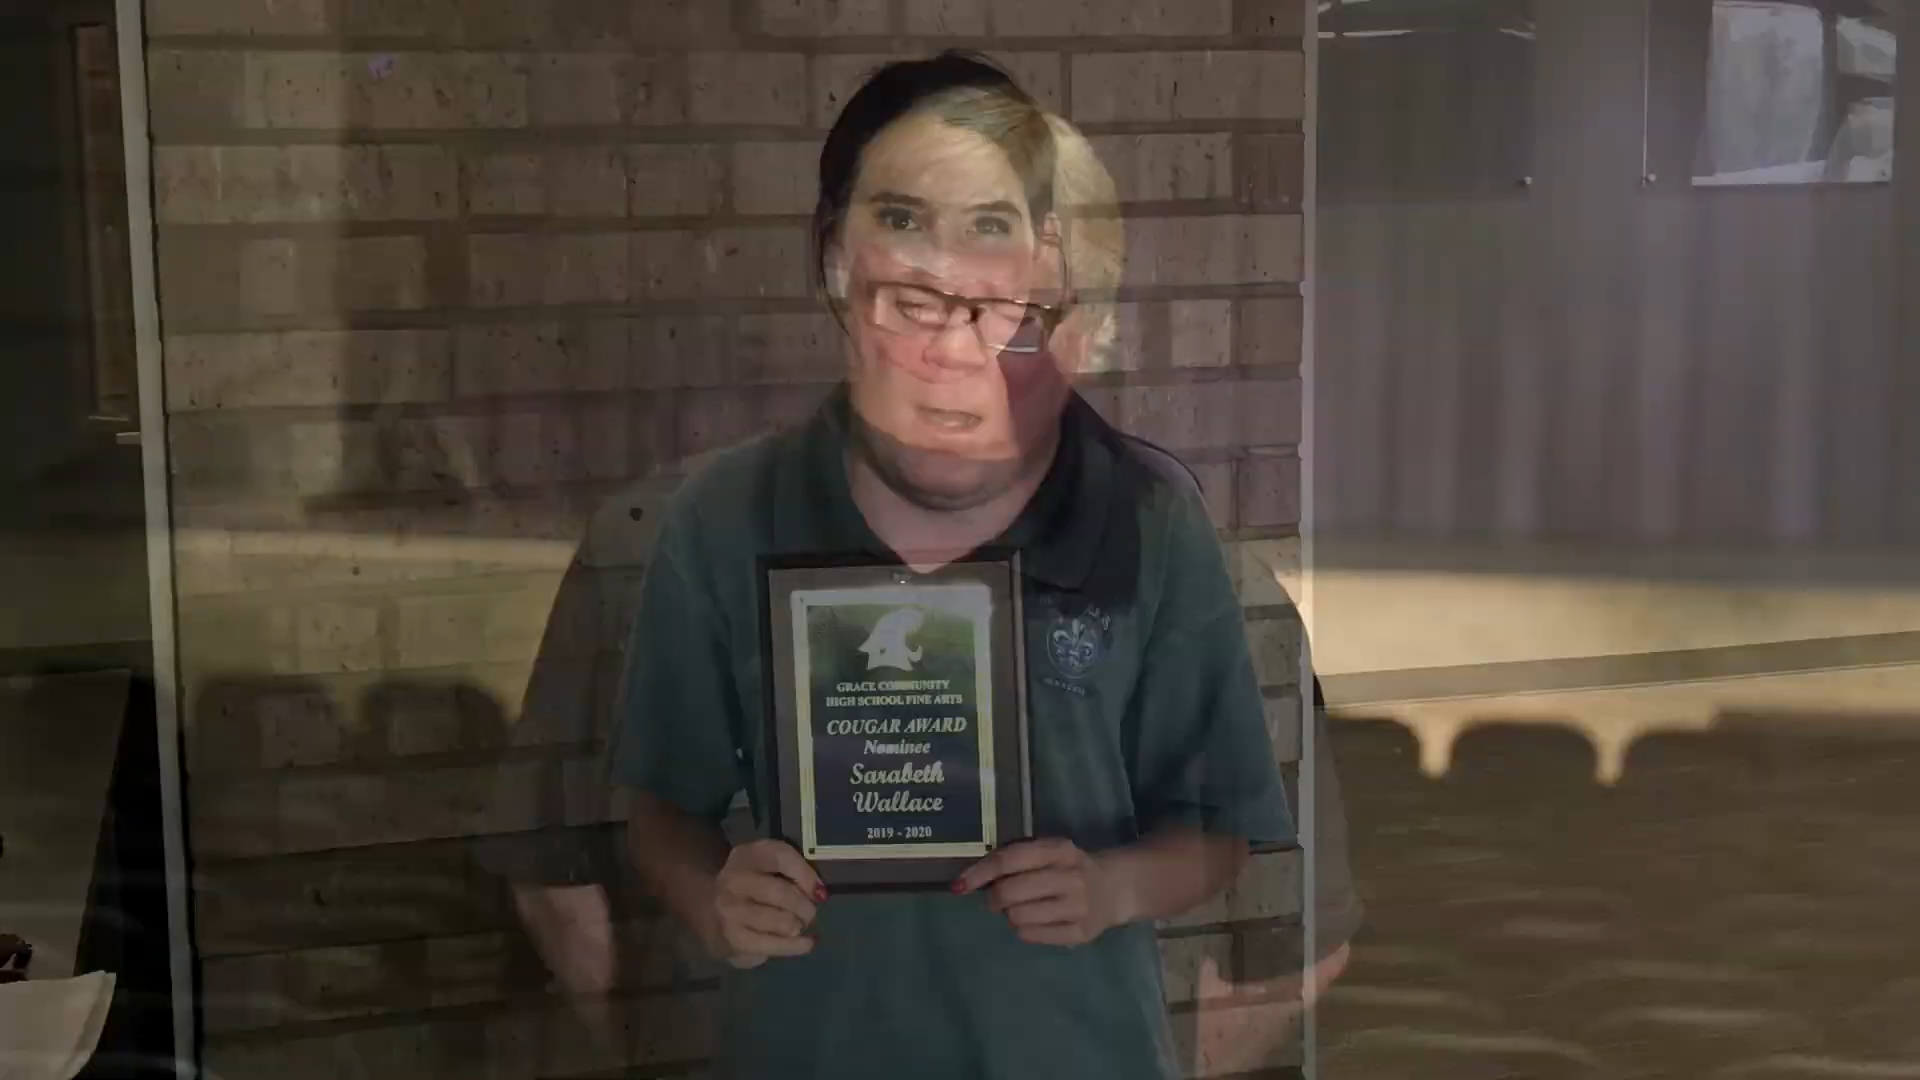 GRACE COMMUNITY
HIGH SCHOOL FINE ARTS
COUGAR AWARD
Nominee
Sarabeth
Wallace
2019 - 2020